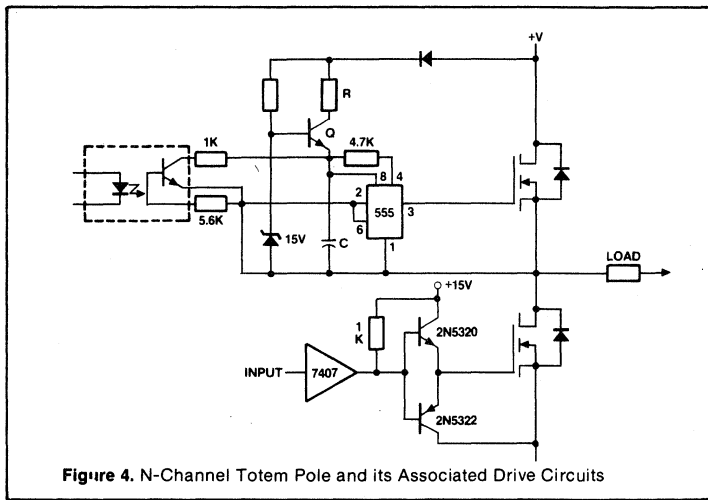 +V
R
Q
1K
4.7K
8 4
2
555
3
6
5.6K
15V
C
1
LOAD
+15V
1
K
2N5320
INPUT
7407
2N5322
Figure 4. N-Channel Totem Pole and its Associated Drive Circuits